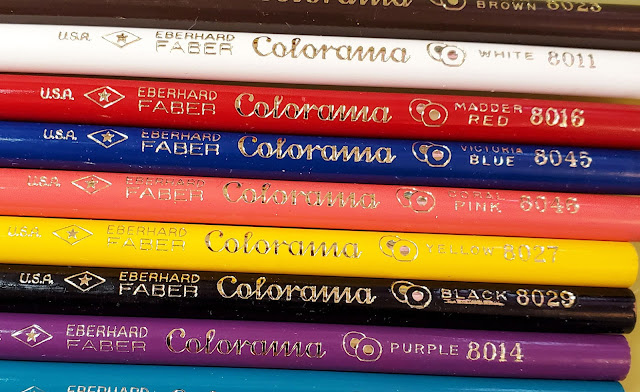 BROWN
U.S.A. EBERHARD FABER Colorama WHITE 8011
U.S.A. EBERHARD FABER Colorama MADDER RED 8016
U.S.A. EBERHARD FABER Colorama VICTORIA BLUE 8045
U.S.A. EBERHARD FABER Colorama CORAL PINK
U.S.A. EBERHARD FABER Colorama YELLOW 8027
U.S.A. EBERHARD FABER Colorama BLACK 8029
EBERHARD FABER Colorama PURPLE 8014